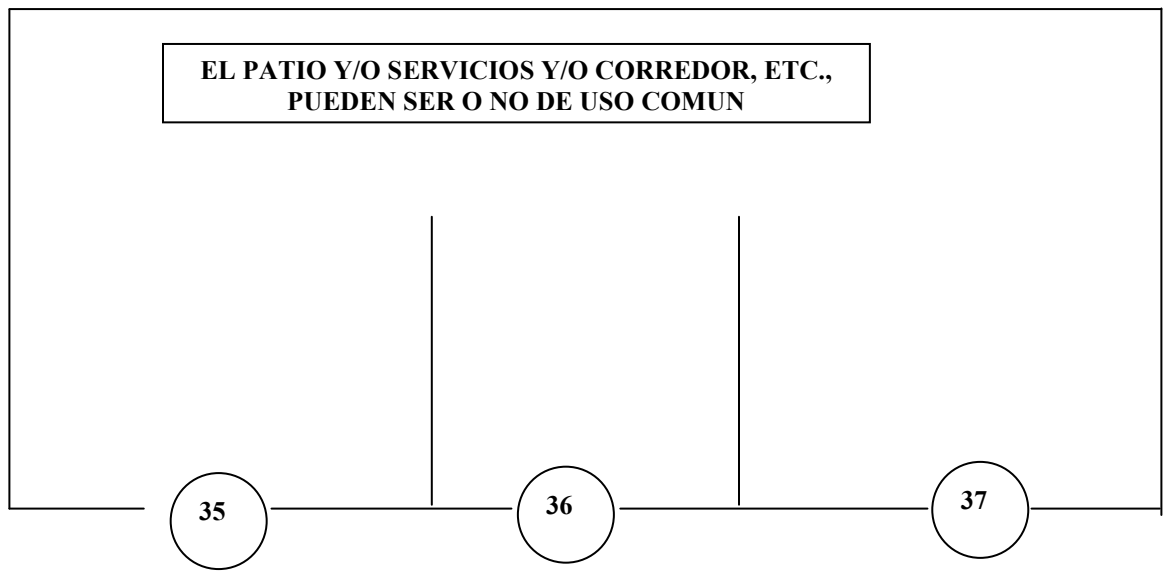 EL PATIO Y/O SERVICIOS Y/O CORREDOR, ETC.,
PUEDEN SER O NO DE USO COMUN
35
36
37